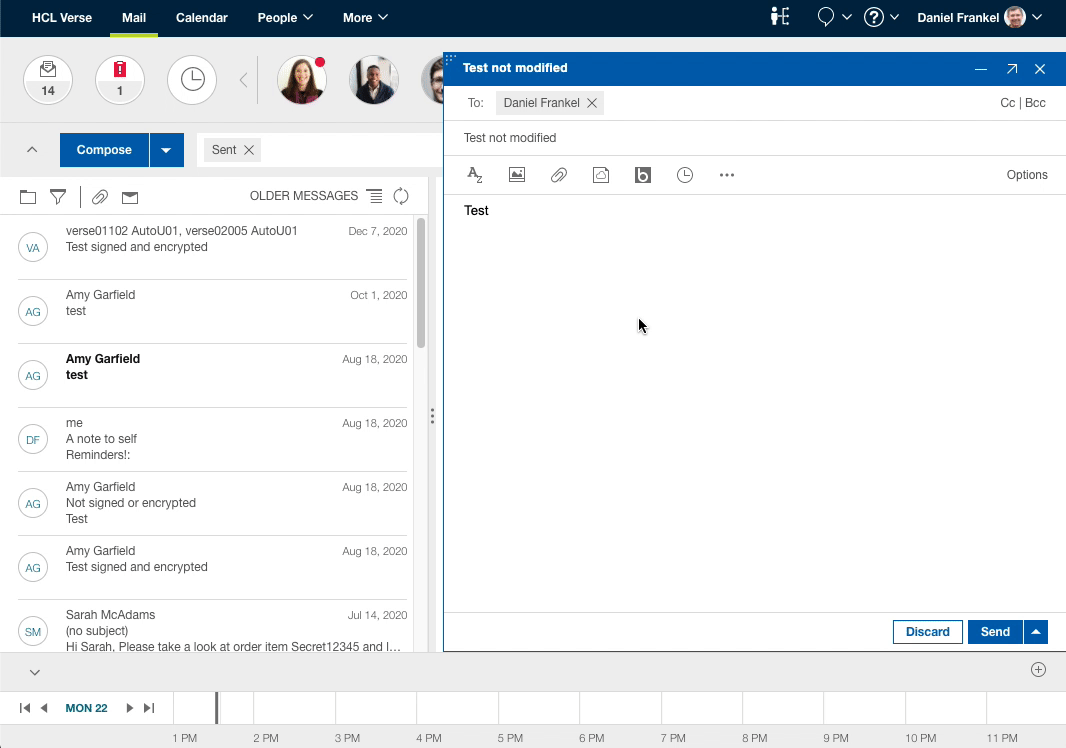 HCL Verse Mail Calendar People More Daniel Frankel
14
1
Test not modified
To: Daniel Frankel Cc | Bcc
Test not modified
Options
Test
Discard Send
Compose Sent
OLDER MESSAGES
VA
verse01102 AutoU01, verse02005 AutoU01 Dec 7, 2020
Test signed and encrypted
AG
Amy Garfield Oct 1, 2020
test
AG
Amy Garfield Aug 18, 2020
test
DF
me Aug 18, 2020
A note to self
Reminders!:
AG
Amy Garfield Aug 18, 2020
Not signed or encrypted
Test
AG
Amy Garfield Aug 18, 2020
Test signed and encrypted
SM
Sarah McAdams Jul 14, 2020
(no subject)
Hi Sarah, Please take a look at order item Secret12345 and l...
MON 22
1 PM 2 PM 3 PM 4 PM 5 PM 6 PM 7 PM 8 PM 9 PM 10 PM 11 PM